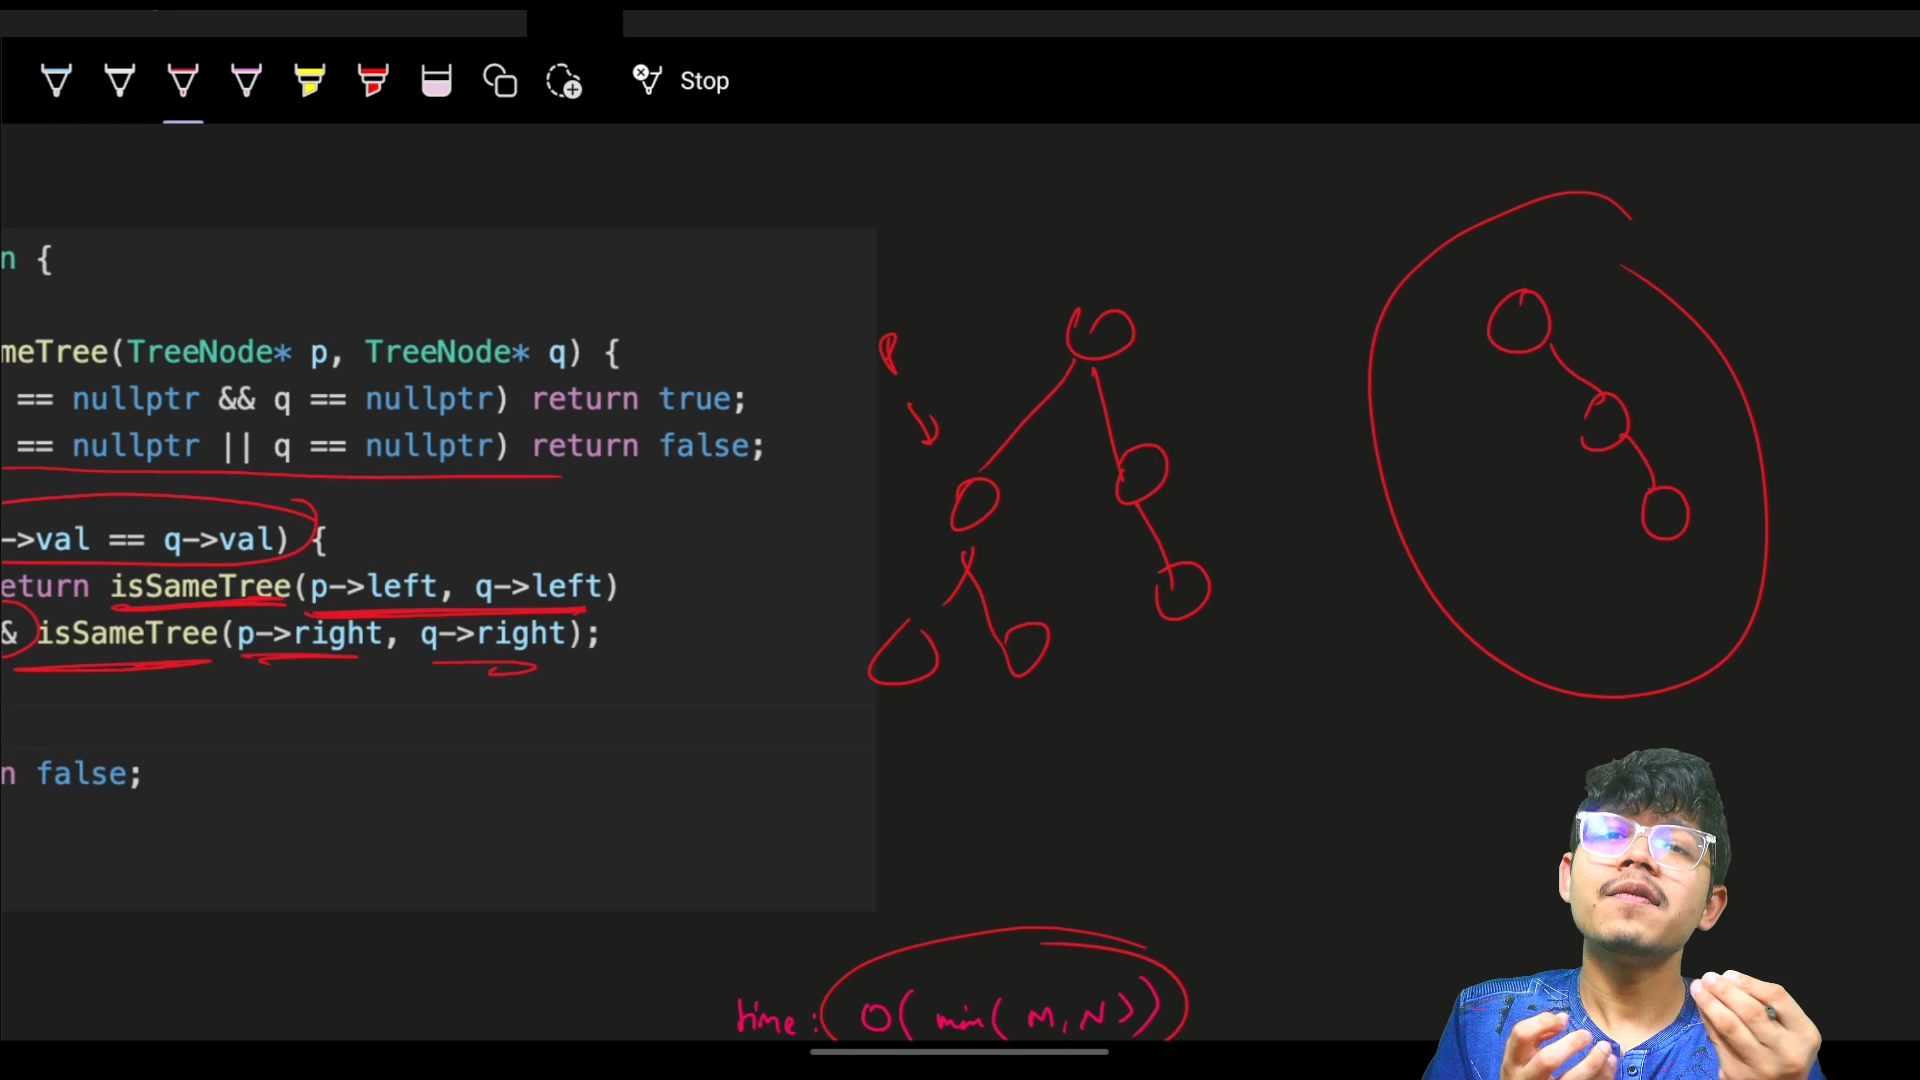 Stop
n {
meTree(TreeNode* p, TreeNode* q) {
== nullptr && q == nullptr) return true;
== nullptr || q == nullptr) return false;
->val == q->val) {
eturn isSameTree(p->left, q->left)
& isSameTree(p->right, q->right);
n false;
P
time: O( min( M, N ) )